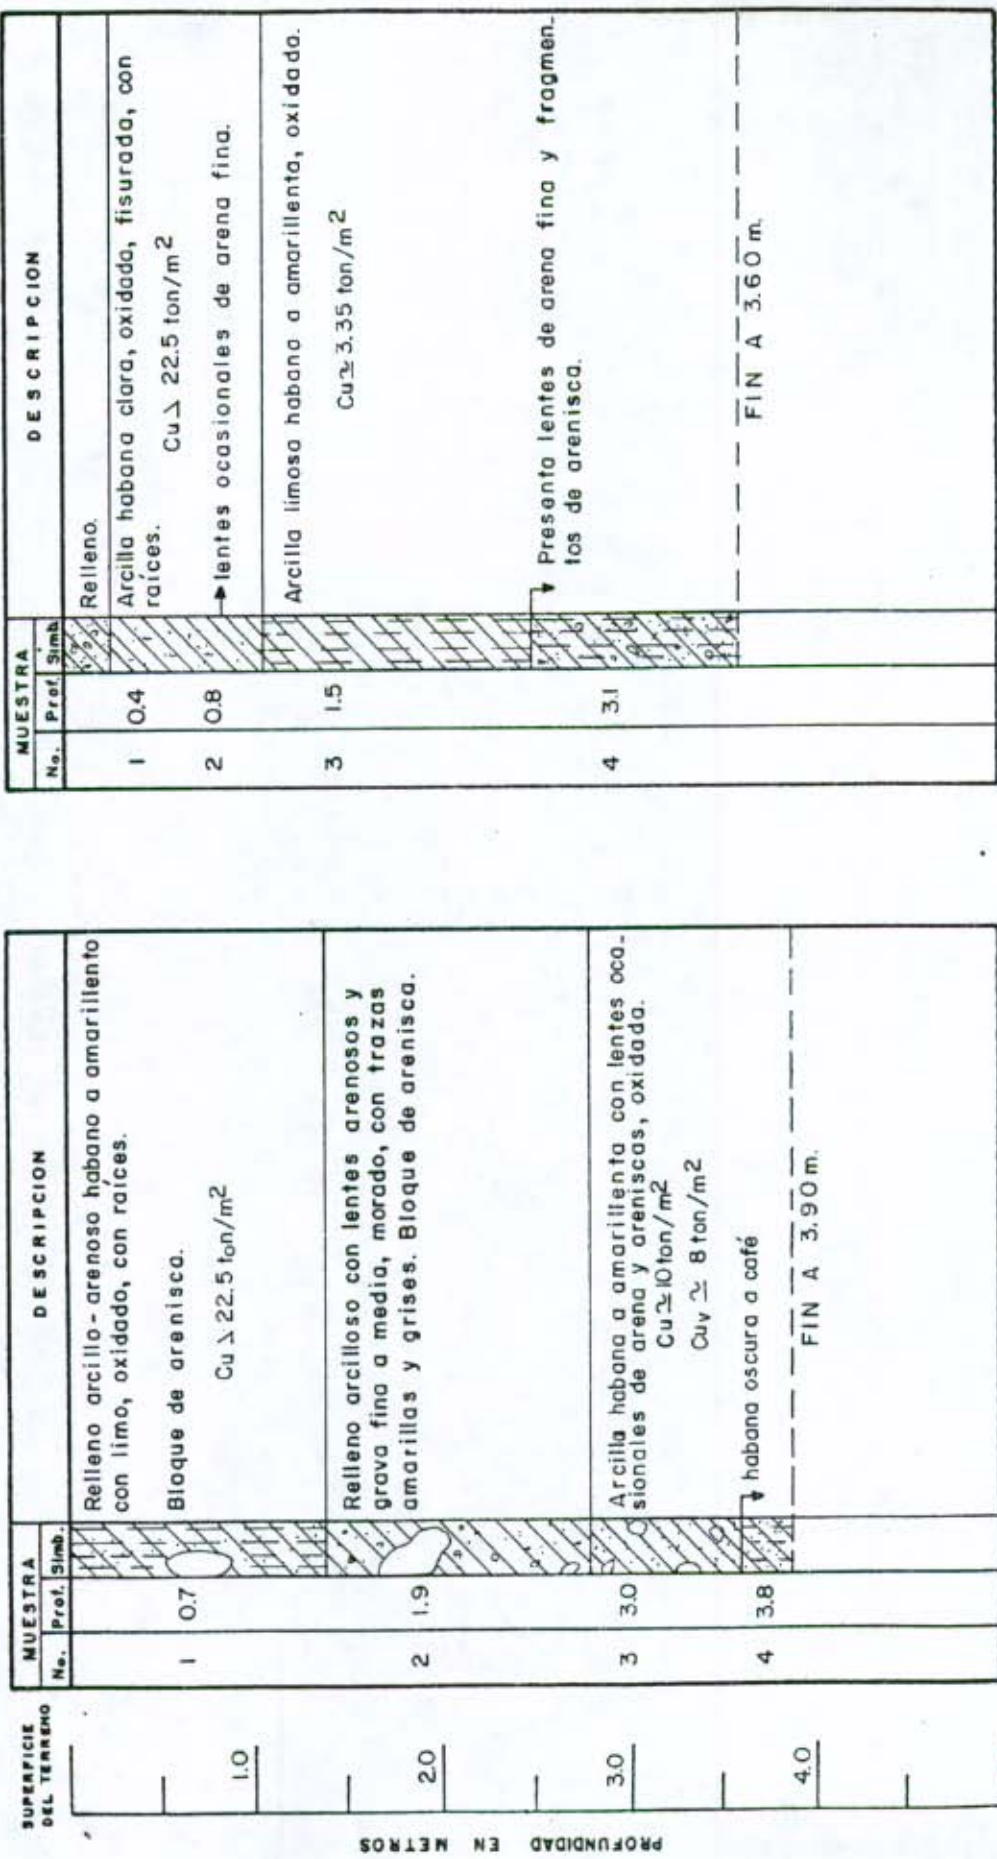 SUPERFICIE
DEL TERRENO
PROFUNDIDAD EN METROS
1.0
2.0
3.0
4.0
MUESTRA
DESCRIPCION
No. Prof. Simb.
Relleno arcillo-arenoso habano a amarillento
con limo, oxidado, con raíces.
1 0.7
Bloque de arenisca.
Cu > 22.5 ton/m2
Relleno arcilloso con lentes arenosos y
grava fina a media, morado, con trazas
amarillas y grises. Bloque de arenisca.
2 1.9
Arcilla habana a amarillenta con lentes oca-
sionales de arena y areniscas, oxidada.
3 3.0
Cu ≃ 10 ton/m2
Cuv ≃ 8 ton/m2
4 3.8
habana oscura a café
FIN A 3.90 m.
MUESTRA
DESCRIPCION
No. Prof. Simb.
Relleno.
Arcilla habana clara, oxidada, fisurada, con
raíces.
1 0.4
Cu > 22.5 ton/m2
2 0.8
lentes ocasionales de arena fina.
Arcilla limosa habana a amarillenta, oxidada.
3 1.5
Cu ≃ 3.35 ton/m2
Presenta lentes de arena fina y fragmen-
tos de arenisca.
4 3.1
FIN A 3.60 m.